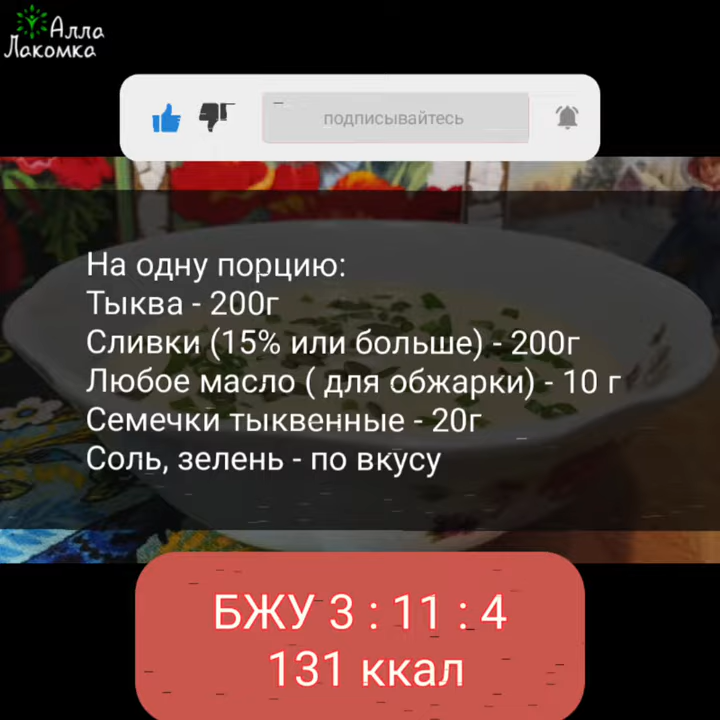 Алла
Лакомка
подписывайтесь
На одну порцию:
Тыква - 200г
Сливки (15% или больше) - 200г
Любое масло ( для обжарки) - 10 г
Семечки тыквенные - 20г
Соль, зелень - по вкусу
БЖУ 3 : 11 : 4
131 ккал